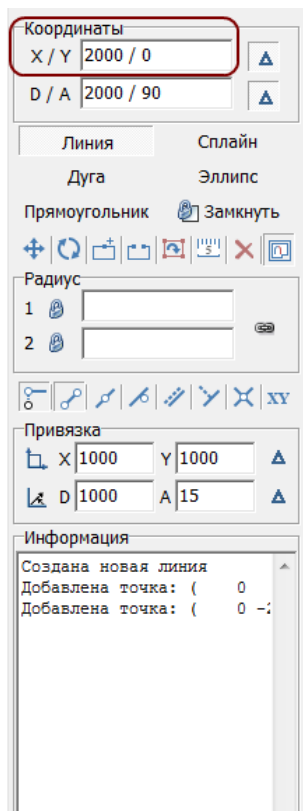 Координаты
X / Y 2000 / 0
D / A 2000 / 90
Линия Сплайн
Дуга Эллипс
Прямоугольник Замкнуть
5
Радиус
1
2
XY
Привязка
X 1000 Y 1000
D 1000 A 15
Информация
Создана новая линия
Добавлена точка: ( 0
Добавлена точка: ( 0